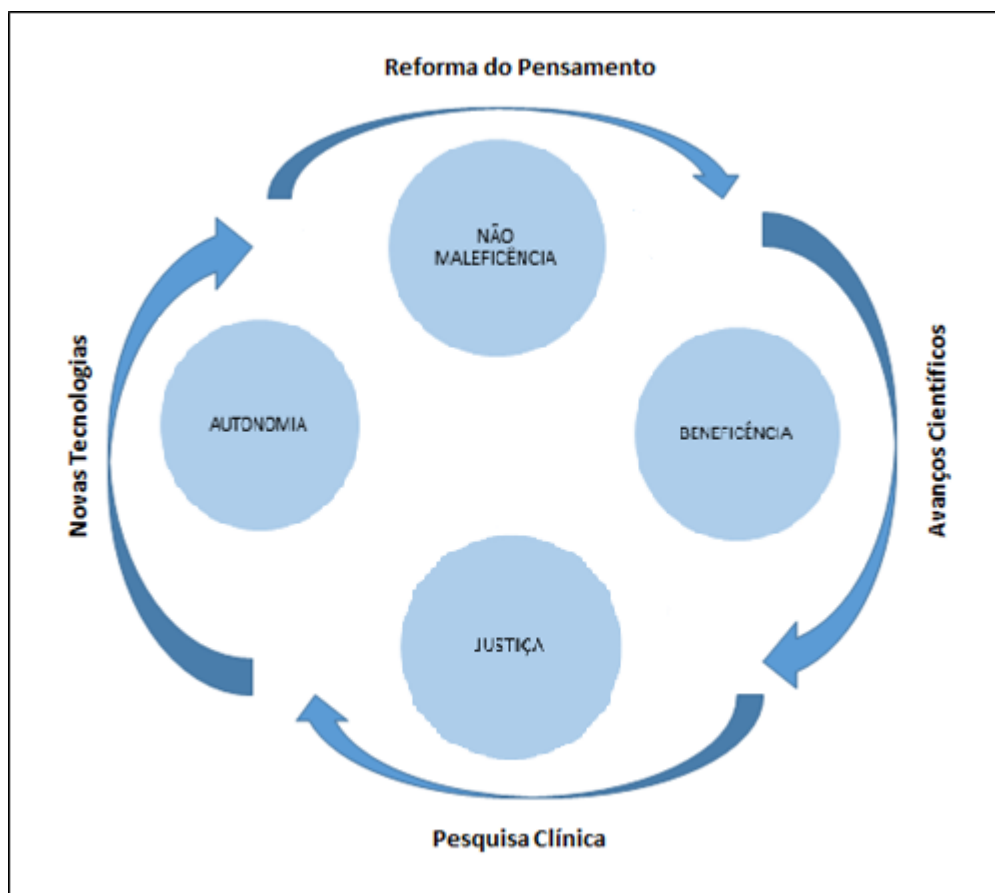 Reforma do Pensamento
NÃO
MALEFICÊNCIA
Novas Tecnologias
AUTONOMIA
BENEFICÊNCIA
Avanços Científicos
JUSTIÇA
Pesquisa Clínica